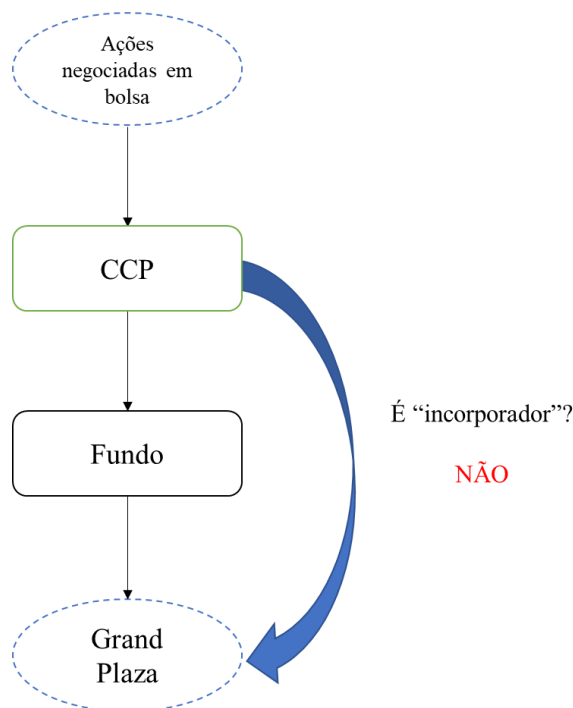 Ações
negociadas em
bolsa
CCP
É “incorporador”?
Fundo
NÃO
Grand
Plaza